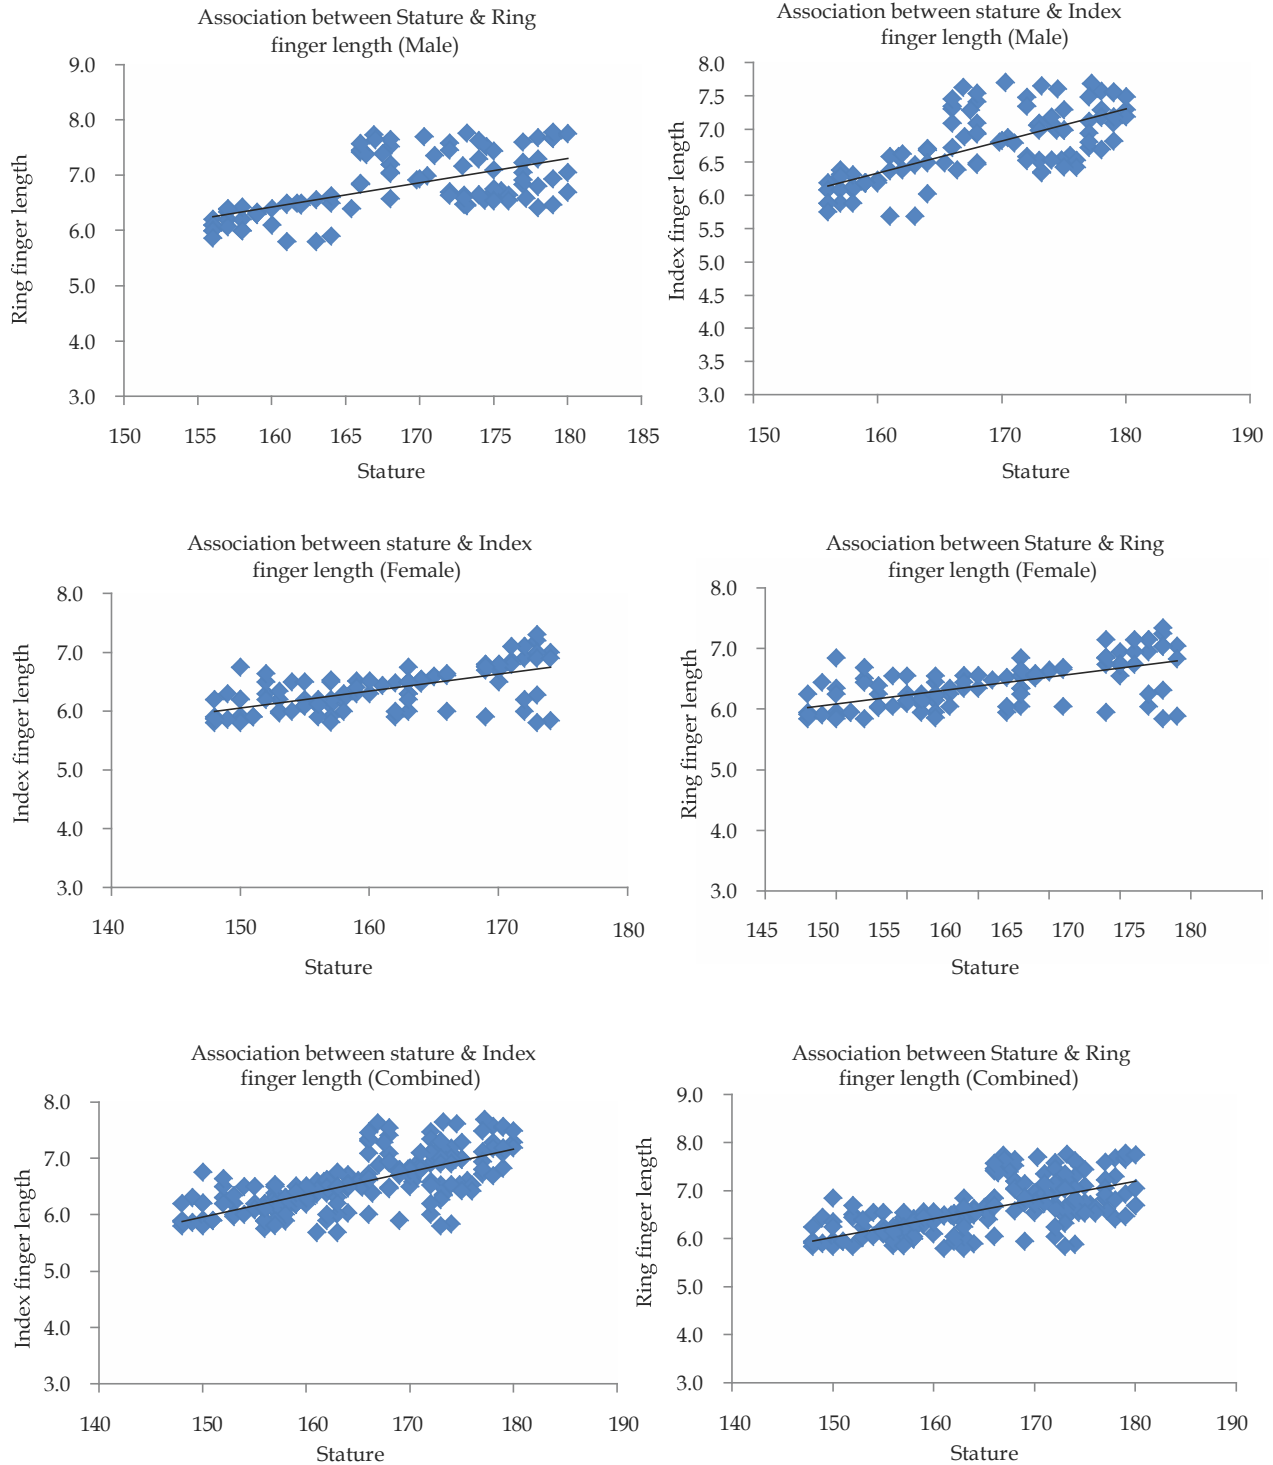 Association between Stature & Ring
finger length (Male)
9.0
8.0
7.0
6.0
5.0
4.0
3.0
Ring finger length
150 155 160 165 170 175 180 185
Stature
Association between stature & Index
finger length (Male)
8.0
7.5
7.0
6.5
6.0
5.5
5.0
4.5
4.0
3.5
3.0
Index finger length
150 160 170 180 190
Stature
Association between stature & Index
finger length (Female)
8.0
7.0
6.0
5.0
4.0
3.0
Index finger length
140 150 160 170 180
Stature
Association between Stature & Ring
finger length (Female)
8.0
7.0
6.0
5.0
4.0
3.0
Ring finger length
145 150 155 160 165 170 175 180
Stature
Association between stature & Index
finger length (Combined)
8.0
7.0
6.0
5.0
4.0
3.0
Index finger length
140 150 160 170 180 190
Stature
Association between Stature & Ring
finger length (Combined)
9.0
8.0
7.0
6.0
5.0
4.0
3.0
Ring finger length
140 150 160 170 180 190
Stature